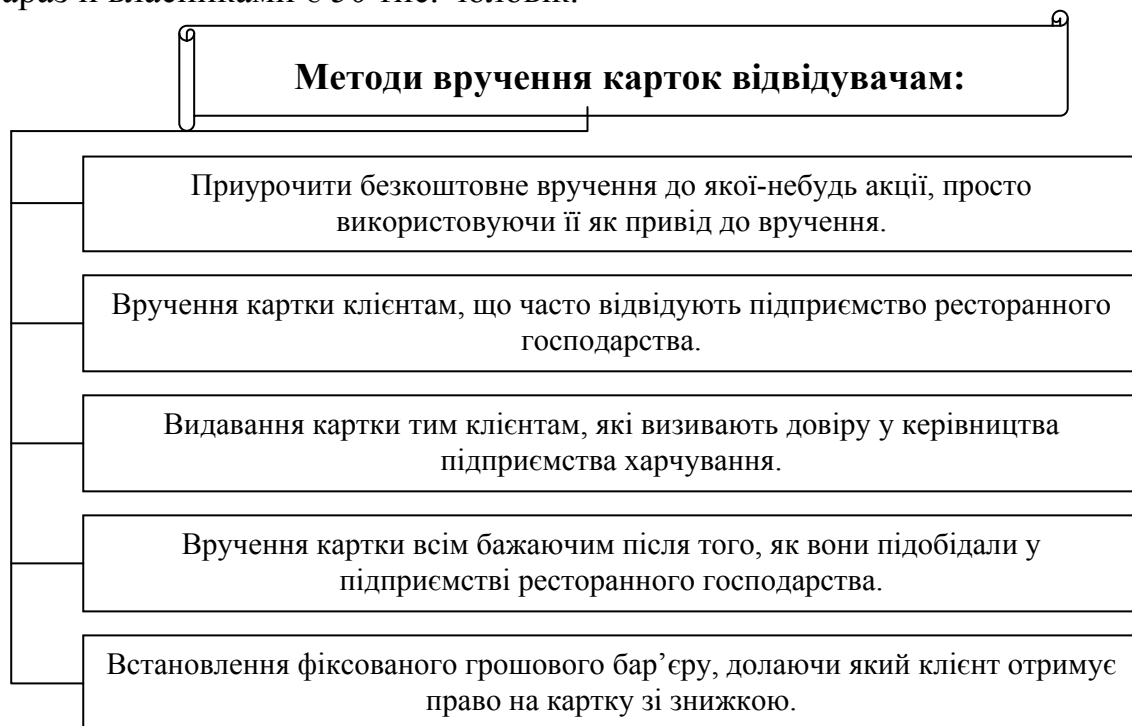 Методи вручення карток відвідувачам:
Приурочити безкоштовне вручення до якої-небудь акції, просто
використовуючи її як привід до вручення.
Вручення картки клієнтам, що часто відвідують підприємство ресторанного
господарства.
Видавання картки тим клієнтам, які визивають довіру у керівництва
підприємства харчування.
Вручення картки всім бажаючим після того, як вони підобідали у
підприємстві ресторанного господарства.
Встановлення фіксованого грошового бар’єру, долаючи який клієнт отримує
право на картку зі знижкою.